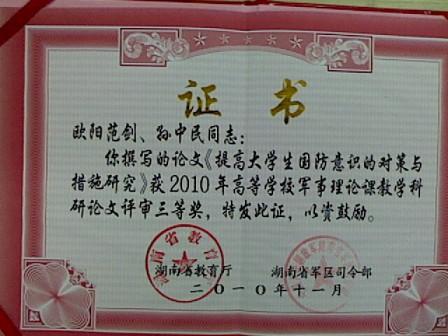 证书
欧阳范剑、孙中民同志：
你撰写的论文《提高大学生国防意识的对策与
措施研究》获2010年高等学校军事理论课教学科
研论文评审三等奖，特发此证，以资鼓励。
湖南省教育厅 湖南省军区司令部
二〇一〇年十一月